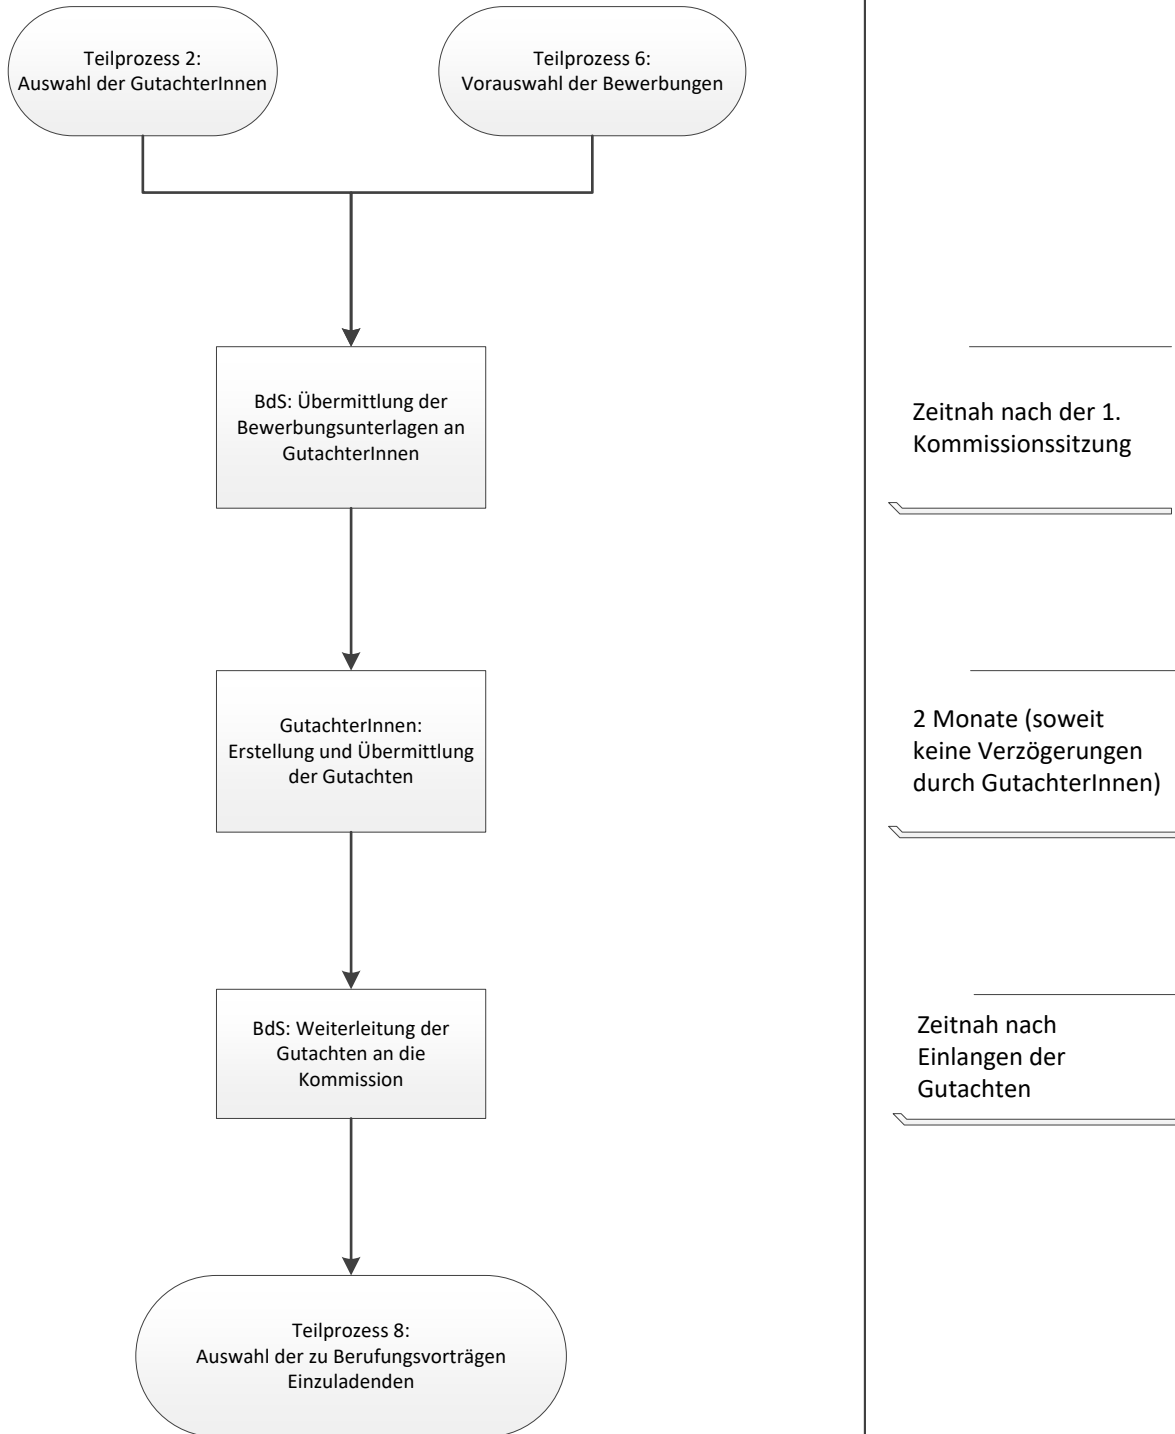 Teilprozess 2:
Auswahl der GutachterInnen
Teilprozess 6:
Vorauswahl der Bewerbungen
BdS: Übermittlung der
Bewerbungsunterlagen an
GutachterInnen
Zeitnah nach der 1.
Kommissionssitzung
GutachterInnen:
Erstellung und Übermittlung
der Gutachten
2 Monate (soweit
keine Verzögerungen
durch GutachterInnen)
BdS: Weiterleitung der
Gutachten an die
Kommission
Zeitnah nach
Einlangen der
Gutachten
Teilprozess 8:
Auswahl der zu Berufungsvorträgen
Einzuladenden